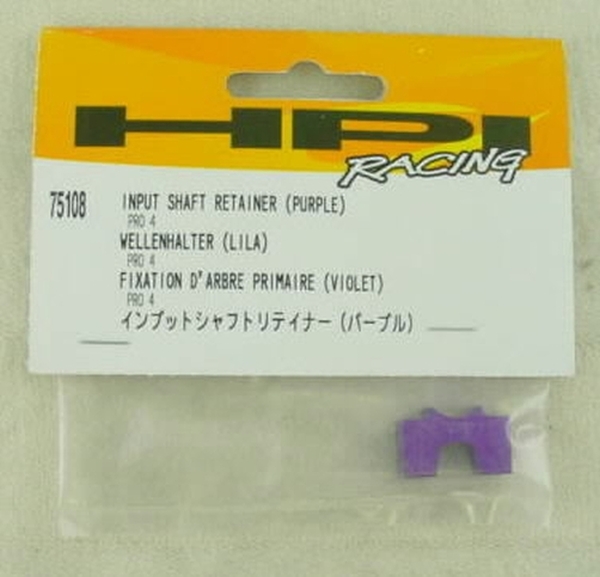 HPI
RACING
75108 INPUT SHAFT RETAINER (PURPLE)
PRO 4
WELLENHALTER (LILA)
PRO 4
FIXATION D'ARBRE PRIMAIRE (VIOLET)
PRO 4
インプットシャフトリテイナー (パープル)